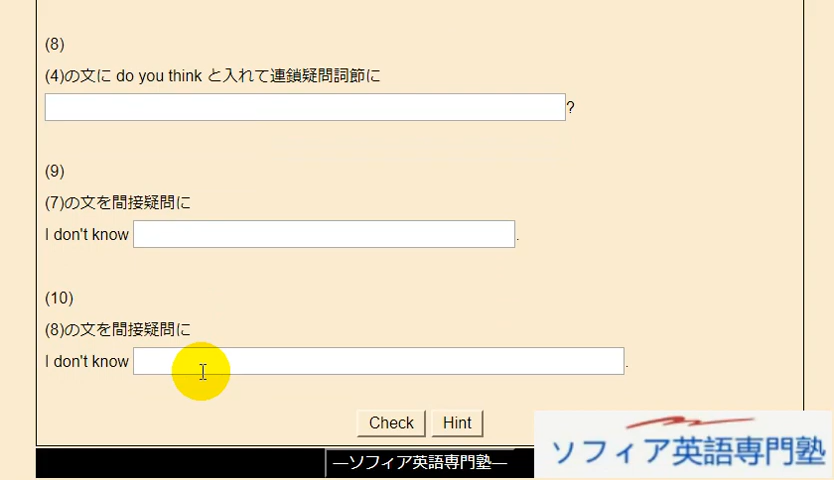 (8)
(4)の文に do you think と入れて連鎖疑問詞節に
?
(9)
(7)の文を間接疑問に
I don't know .
(10)
(8)の文を間接疑問に
I don't know .
Check Hint
―ソフィア英語専門塾―
ソフィア英語専門塾